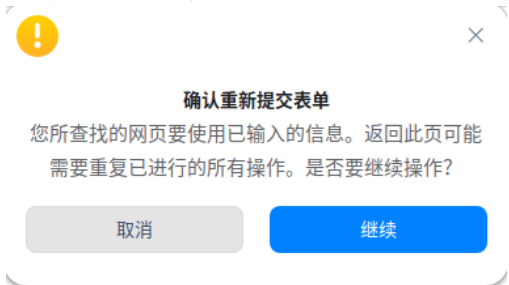 确认重新提交表单
您所查找的网页要使用已输入的信息。返回此页可能
需要重复已进行的所有操作。是否要继续操作？
取消
继续